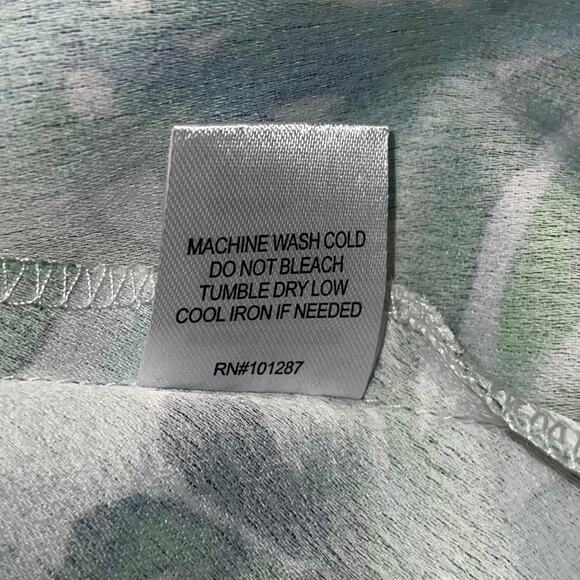 MACHINE WASH COLD
DO NOT BLEACH
TUMBLE DRY LOW
COOL IRON IF NEEDED
RN#101287